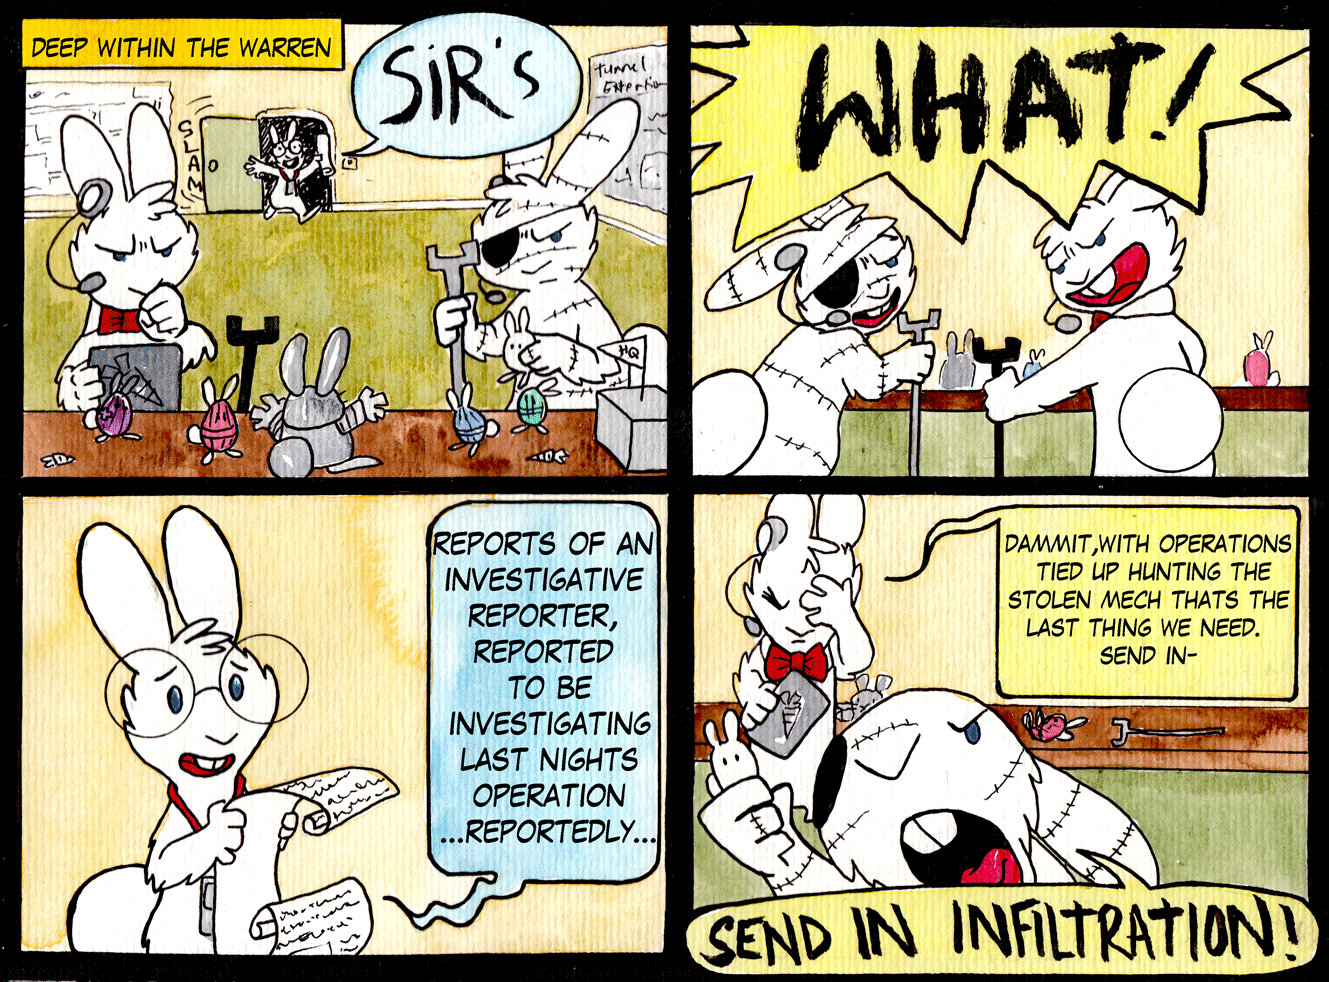 DEEP WITHIN THE WARREN
SIR's
tunnel
SLAM
HQ
WHAT!
REPORTS OF AN
INVESTIGATIVE
REPORTER,
REPORTED
TO BE
INVESTIGATING
LAST NIGHTS
OPERATION
...REPORTEDLY...
DAMMIT,WITH OPERATIONS
TIED UP HUNTING THE
STOLEN MECH THATS THE
LAST THING WE NEED.
SEND IN-
SEND IN INFILTRATION!